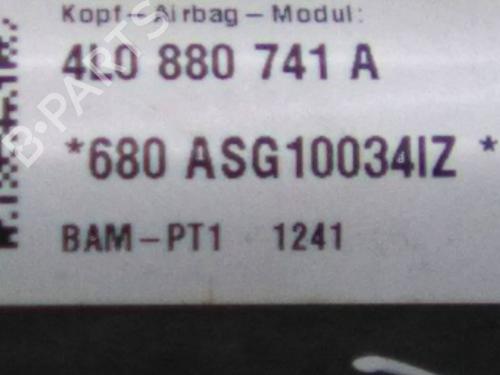 Kopf-Airbag-Modul:
4L0 880 741 A
*680 ASG10034IZ *
BAM-PT1 1241
B-PARTS